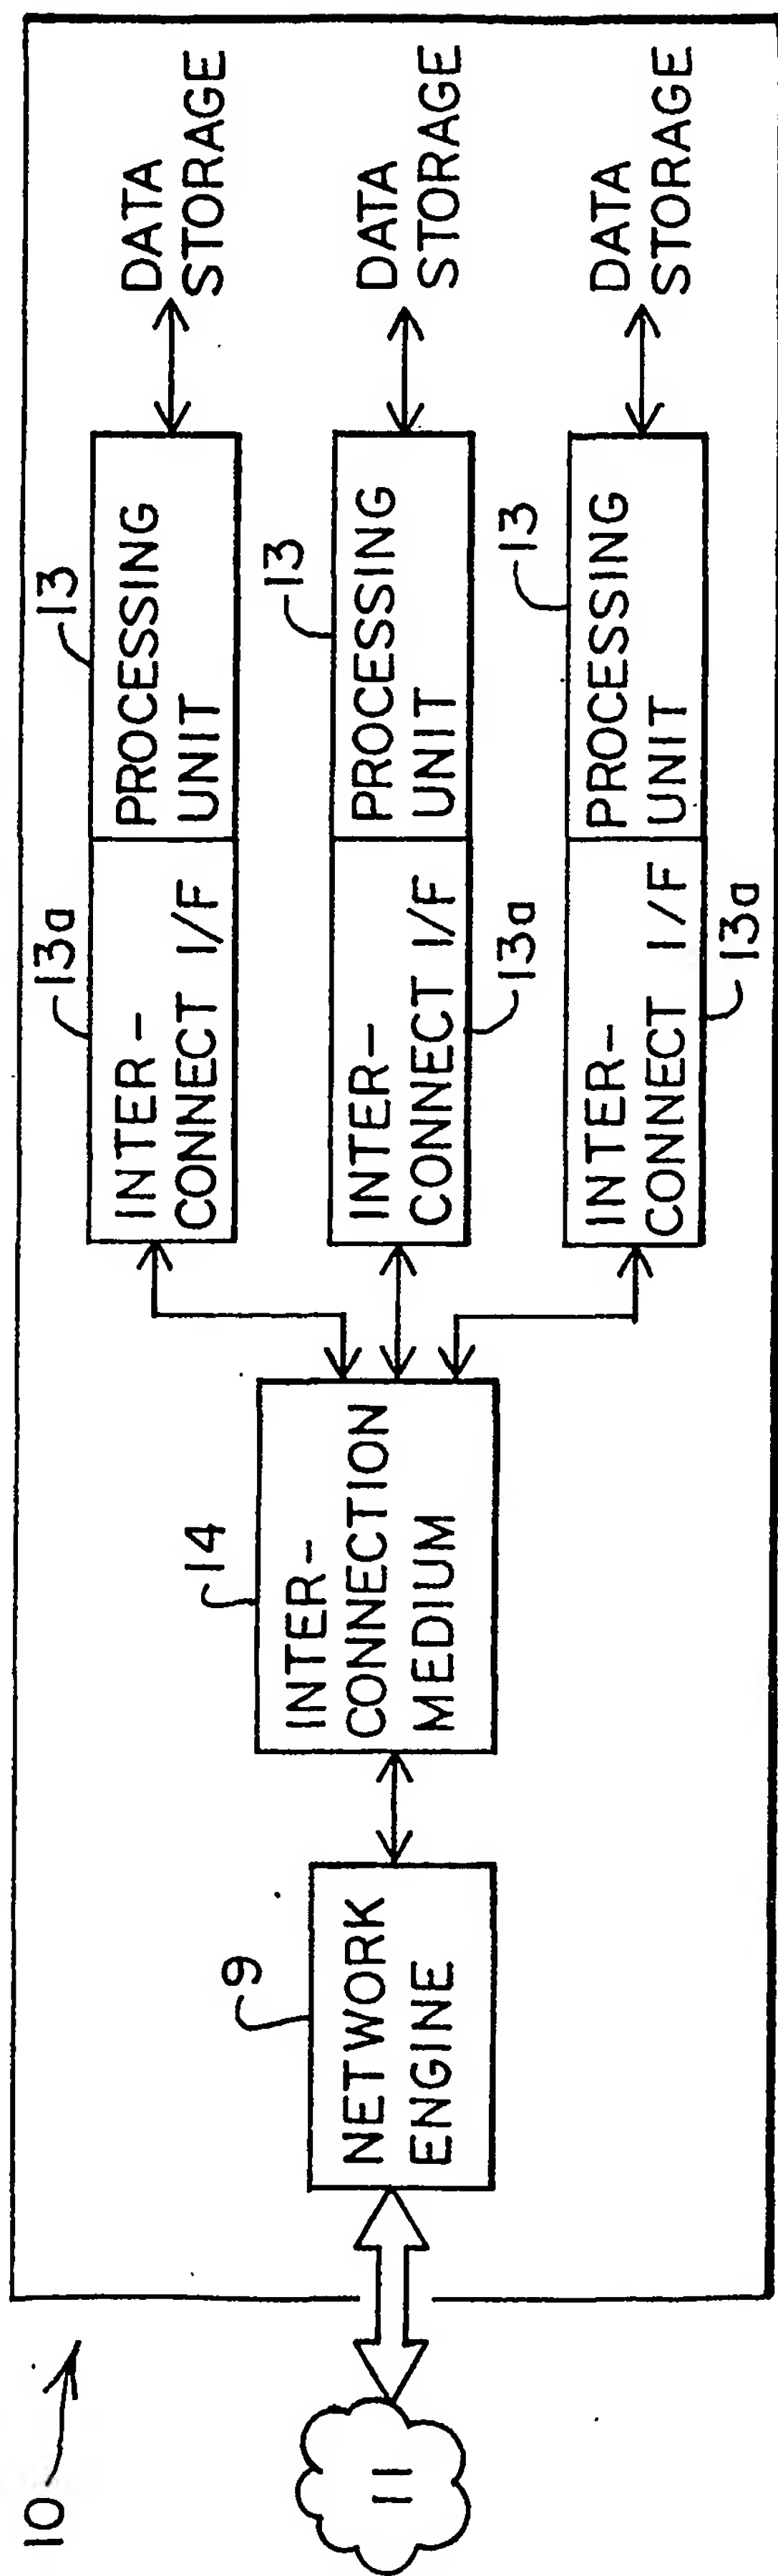 10
11
9
NETWORK
ENGINE
14
INTER-
CONNECTION
MEDIUM
13a
INTER-
CONNECT I/F
13
PROCESSING
UNIT
DATA
STORAGE
INTER-
CONNECT I/F
13a
13
PROCESSING
UNIT
DATA
STORAGE
INTER-
CONNECT I/F
13a
13
PROCESSING
UNIT
DATA
STORAGE